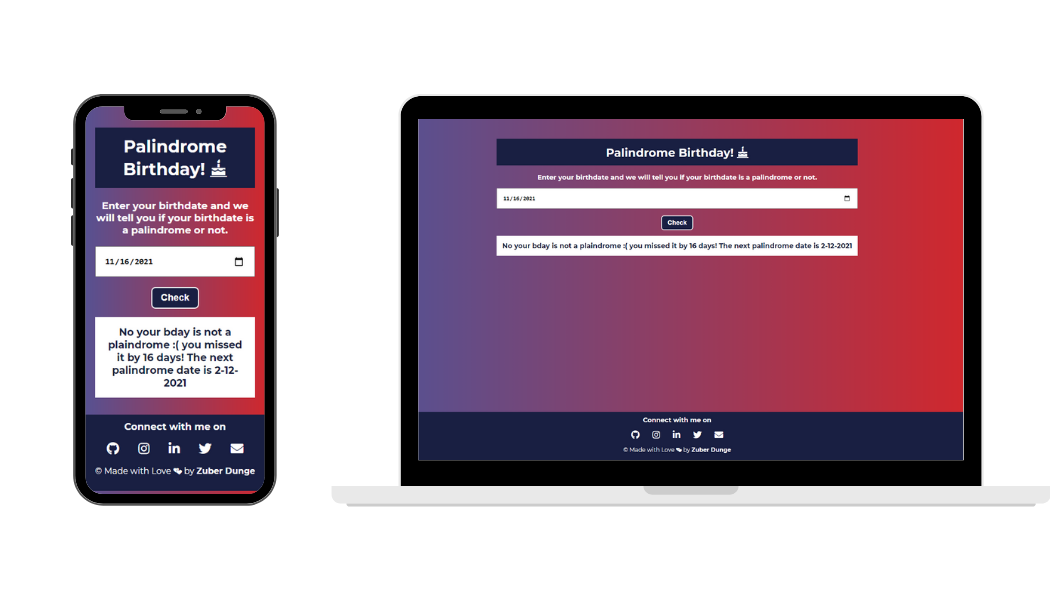 Palindrome
Birthday!
Enter your birthdate and we
will tell you if your birthdate is
a palindrome or not.
11/16/2021
Check
No your bday is not a
plaindrome :( you missed
it by 16 days! The next
palindrome date is 2-12-
2021
Connect with me on
© Made with Love by Zuber Dunge
Palindrome Birthday!
Enter your birthdate and we will tell you if your birthdate is a palindrome or not.
11/16/2021
Check
No your bday is not a plaindrome :( you missed it by 16 days! The next palindrome date is 2-12-2021
Connect with me on
© Made with Love by Zuber Dunge